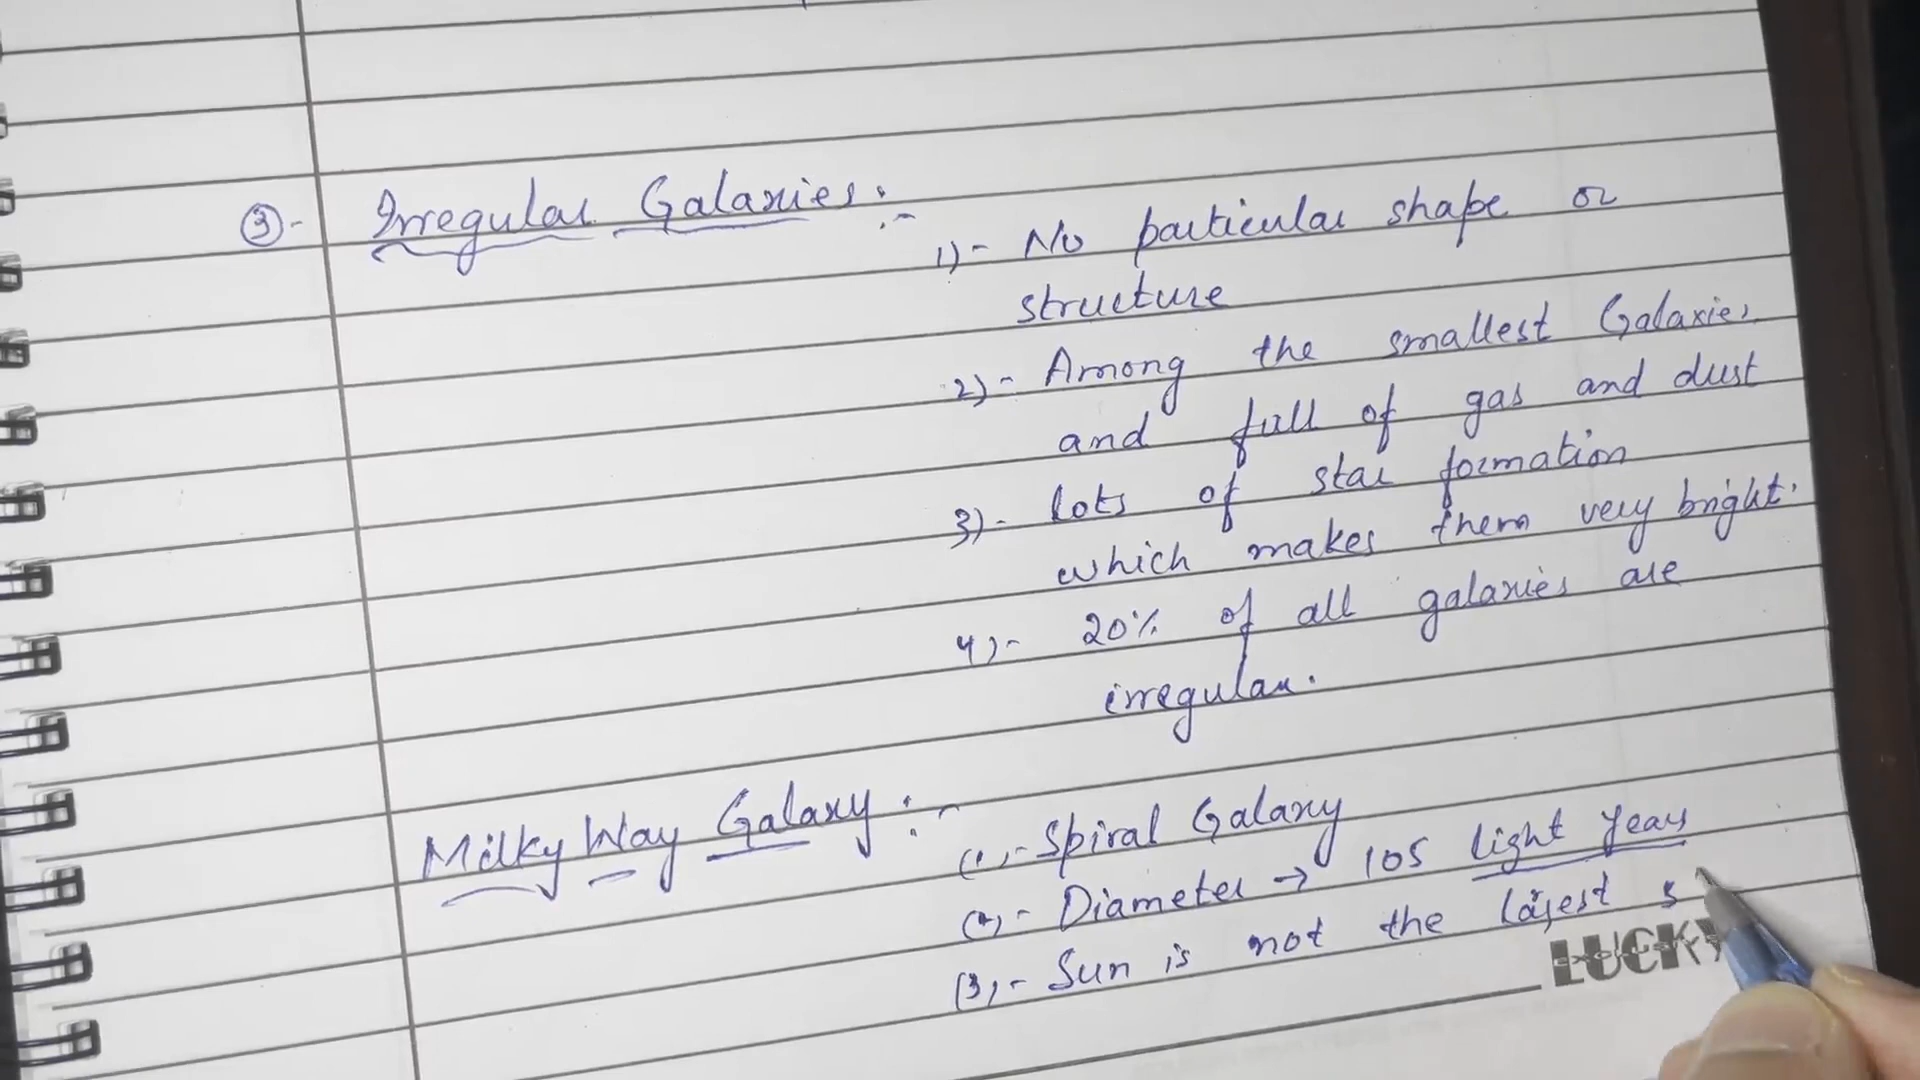 ③- Irregular Galaxies :-
1)- No particular shape or
structure
2)- Among the smallest Galaxies
and full of gas and dust
3)- lots of star formation
which makes them very bright.
4)- 20% of all galaxies are
irregular.
Milky Way Galaxy :- (1)- Spiral Galaxy
(2)- Diameter → 105 light years
(3)- Sun is not the largest s
LUCKY